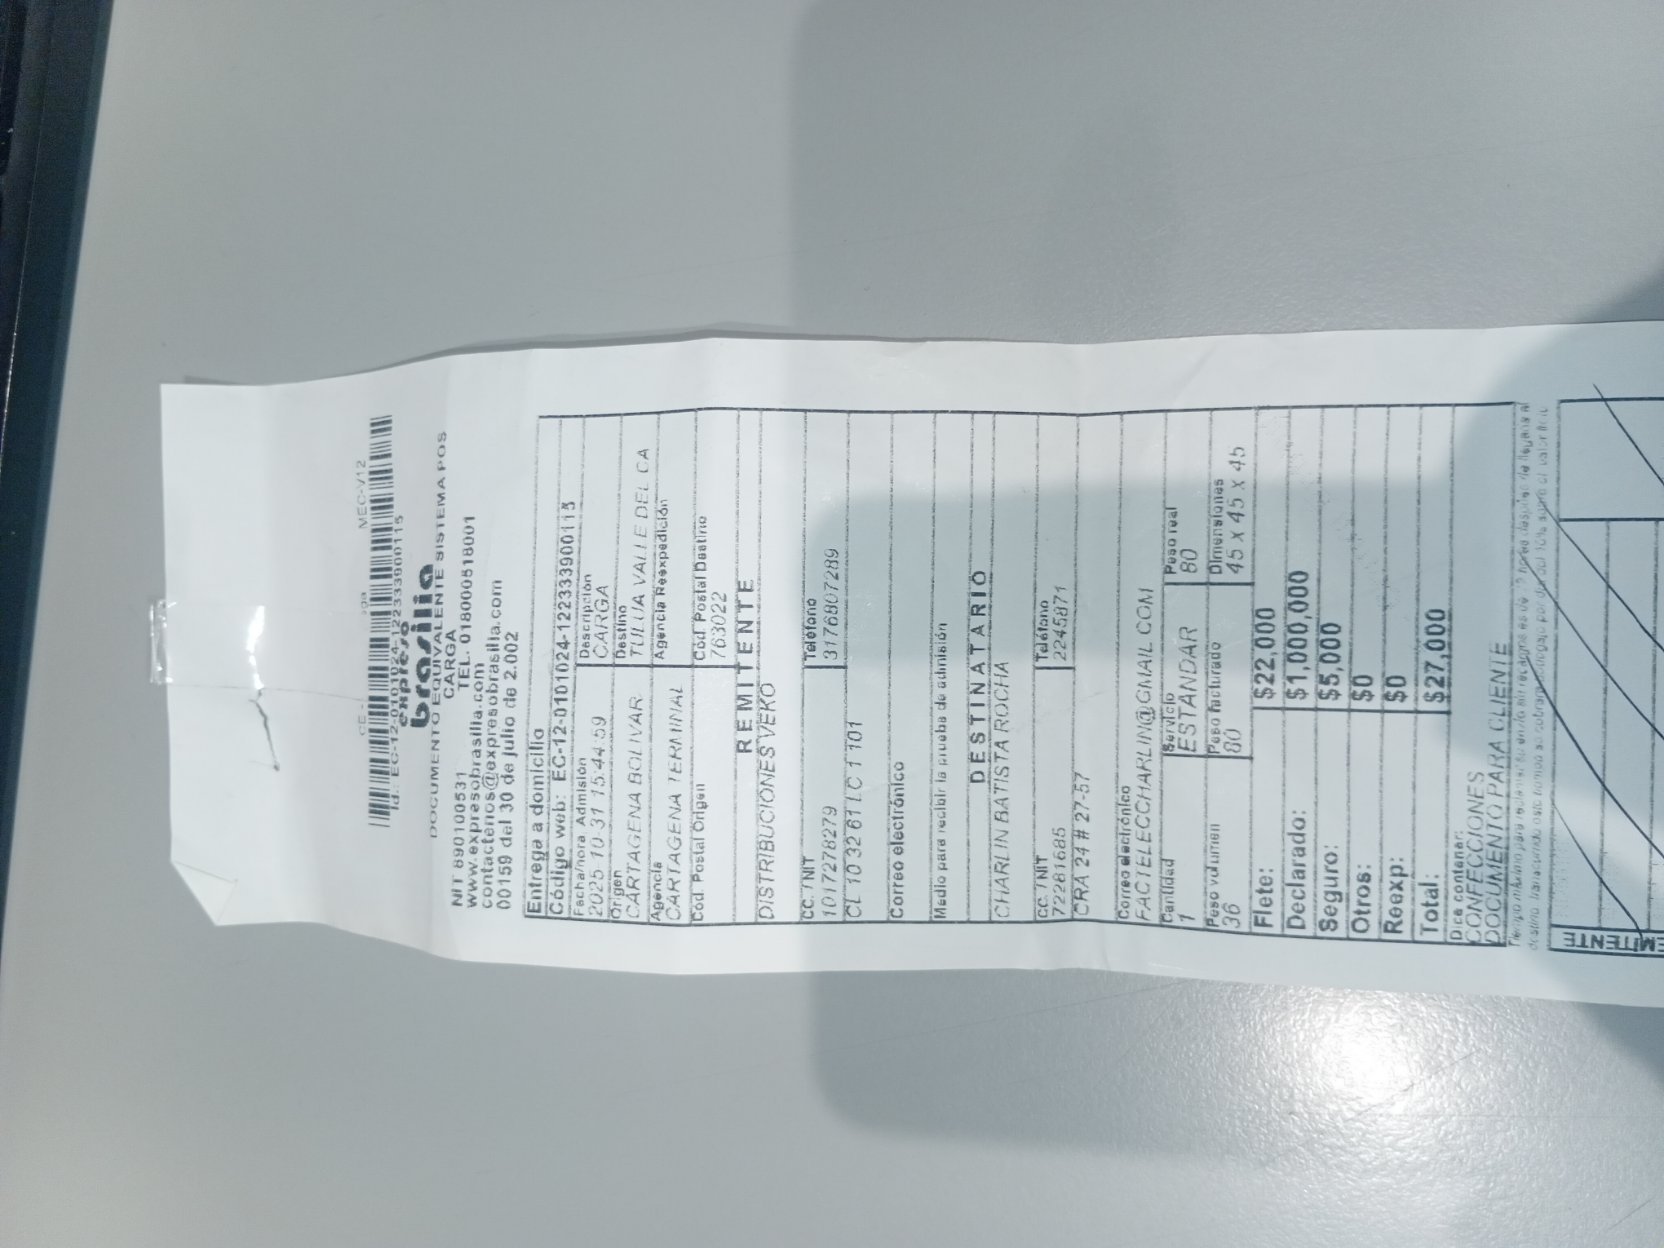 MEC-V12
Id.: EC-12-0101024-122333900115
expreso
brasilia
DOCUMENTO EQUIVALENTE SISTEMA POS
CARGA
NIT 890100531 TEL. 018000518001
www.expresobrasilia.com
contactenos@expresobrasilia.com
00159 del 30 de julio de 2.002
Entrega a domicilio
Código web: EC-12-0101024-122333900115
Fecha/hora Admisión Descripción
2025 10-31 15:44:59 CARGA
Origen Destino
CARTAGENA BOLIVAR TULUA VALLE DEL CA
Agencia Agencia Reexpedición
CARTAGENA TERMINAL
Cod. Postal Origen Cód. Postal Destino
763022
REMITENTE
DISTRIBUCIONES VEKO
CC. / NIT Teléfono
1017278279 3176807289
CL 10 32 61 LC 1 101
Correo electrónico
Medio para recibir la prueba de admisión
DESTINATARIO
CHARLIN BATISTA ROCHA
CC. / NIT Teléfono
72261685 2245871
CRA 24 # 27-57
Correo electrónico
FACTELECCHARLIN@GMAIL COM
Cantidad Servicio Peso real
1 ESTANDAR 80
Peso volumen Peso facturado Dimensiones
36 80 45 x 45 x 45
Flete: $22,000
Declarado: $1,000,000
Seguro: $5,000
Otros: $0
Reexp: $0
Total: $27,000
Dice contener:
CONFECCIONES
DOCUMENTO PARA CLIENTE